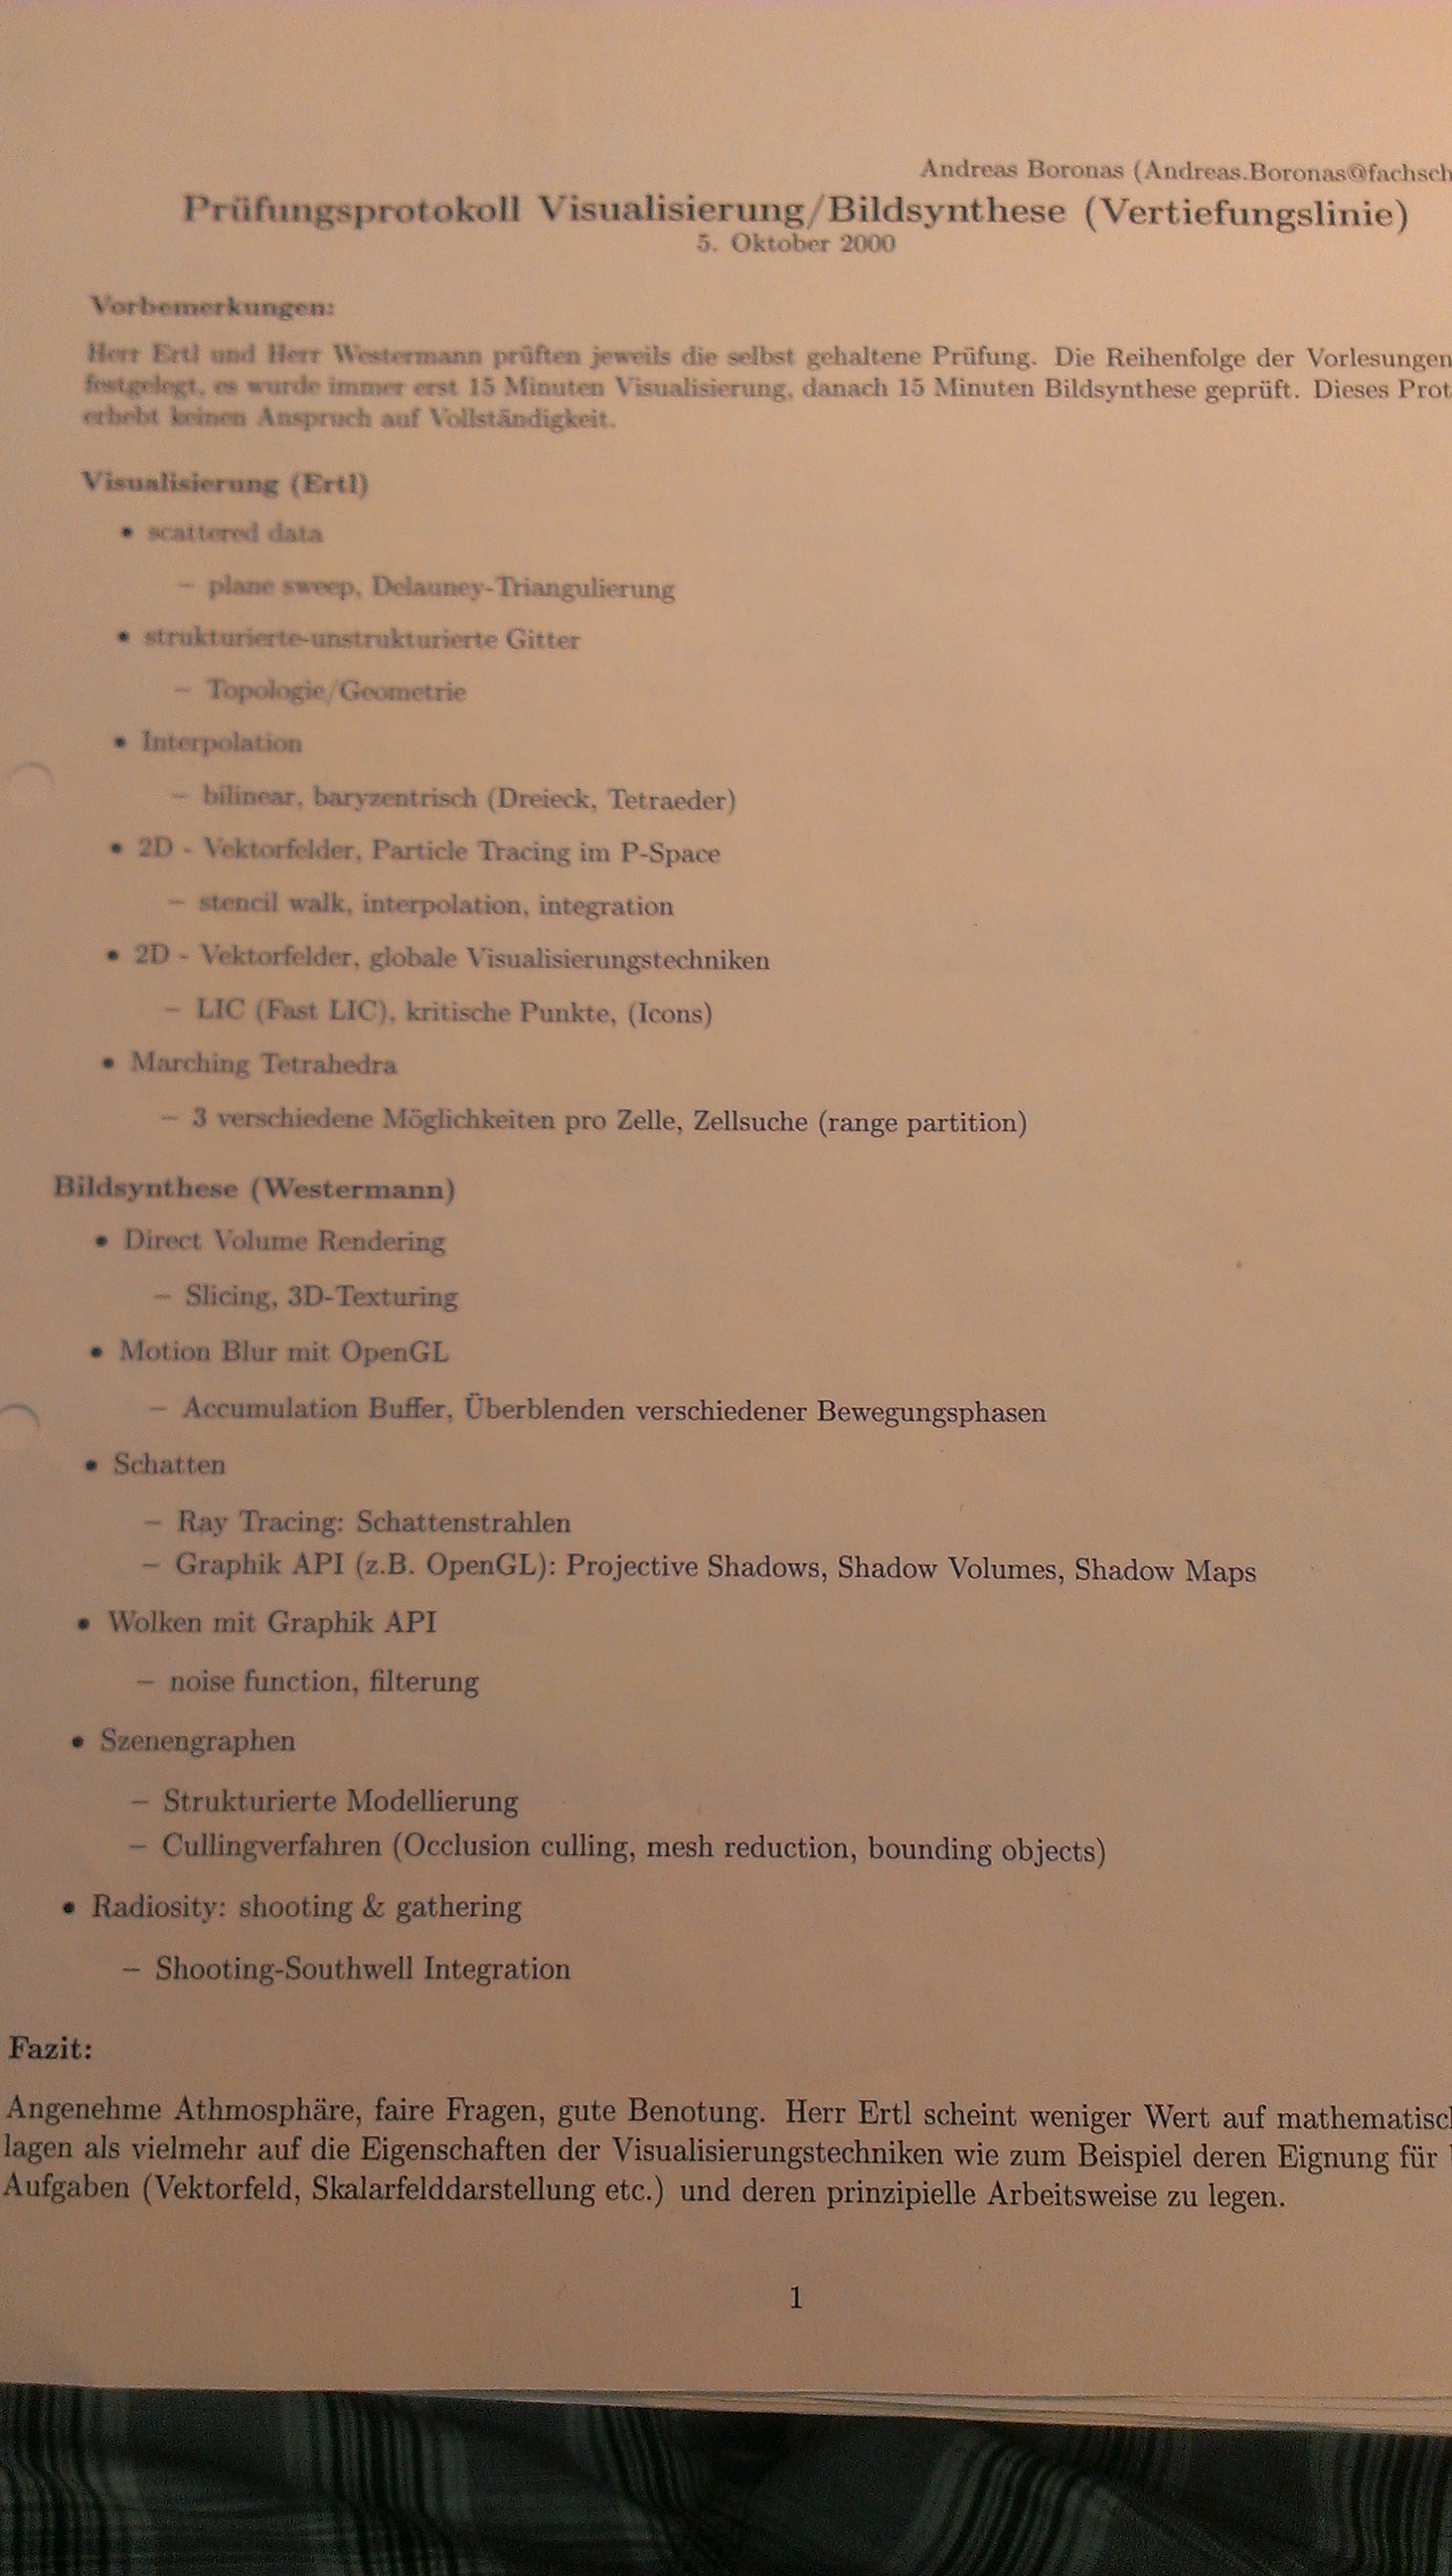 Andreas Boronas (Andreas.Boronas@fachsch
Prüfungsprotokoll Visualisierung/Bildsynthese (Vertiefungslinie)
5. Oktober 2000
Vorbemerkungen:
Herr Ertl und Herr Westermann prüften jeweils die selbst gehaltene Prüfung. Die Reihenfolge der Vorlesungen
festgelegt, es wurde immer erst 15 Minuten Visualisierung, danach 15 Minuten Bildsynthese geprüft. Dieses Prot
erhebt keinen Anspruch auf Vollständigkeit.
Visualisierung (Ertl)
• scattered data
– plane sweep, Delauney-Triangulierung
• strukturierte-unstrukturierte Gitter
– Topologie/Geometrie
• Interpolation
– bilinear, baryzentrisch (Dreieck, Tetraeder)
• 2D - Vektorfelder, Particle Tracing im P-Space
– stencil walk, interpolation, integration
• 2D - Vektorfelder, globale Visualisierungstechniken
– LIC (Fast LIC), kritische Punkte, (Icons)
• Marching Tetrahedra
– 3 verschiedene Möglichkeiten pro Zelle, Zellsuche (range partition)
Bildsynthese (Westermann)
• Direct Volume Rendering
– Slicing, 3D-Texturing
• Motion Blur mit OpenGL
– Accumulation Buffer, Überblenden verschiedener Bewegungsphasen
• Schatten
– Ray Tracing: Schattenstrahlen
– Graphik API (z.B. OpenGL): Projective Shadows, Shadow Volumes, Shadow Maps
• Wolken mit Graphik API
– noise function, filterung
• Szenengraphen
– Strukturierte Modellierung
– Cullingverfahren (Occlusion culling, mesh reduction, bounding objects)
• Radiosity: shooting & gathering
– Shooting-Southwell Integration
Fazit:
Angenehme Athmosphäre, faire Fragen, gute Benotung. Herr Ertl scheint weniger Wert auf mathematisch
lagen als vielmehr auf die Eigenschaften der Visualisierungstechniken wie zum Beispiel deren Eignung für
Aufgaben (Vektorfeld, Skalarfelddarstellung etc.) und deren prinzipielle Arbeitsweise zu legen.
1